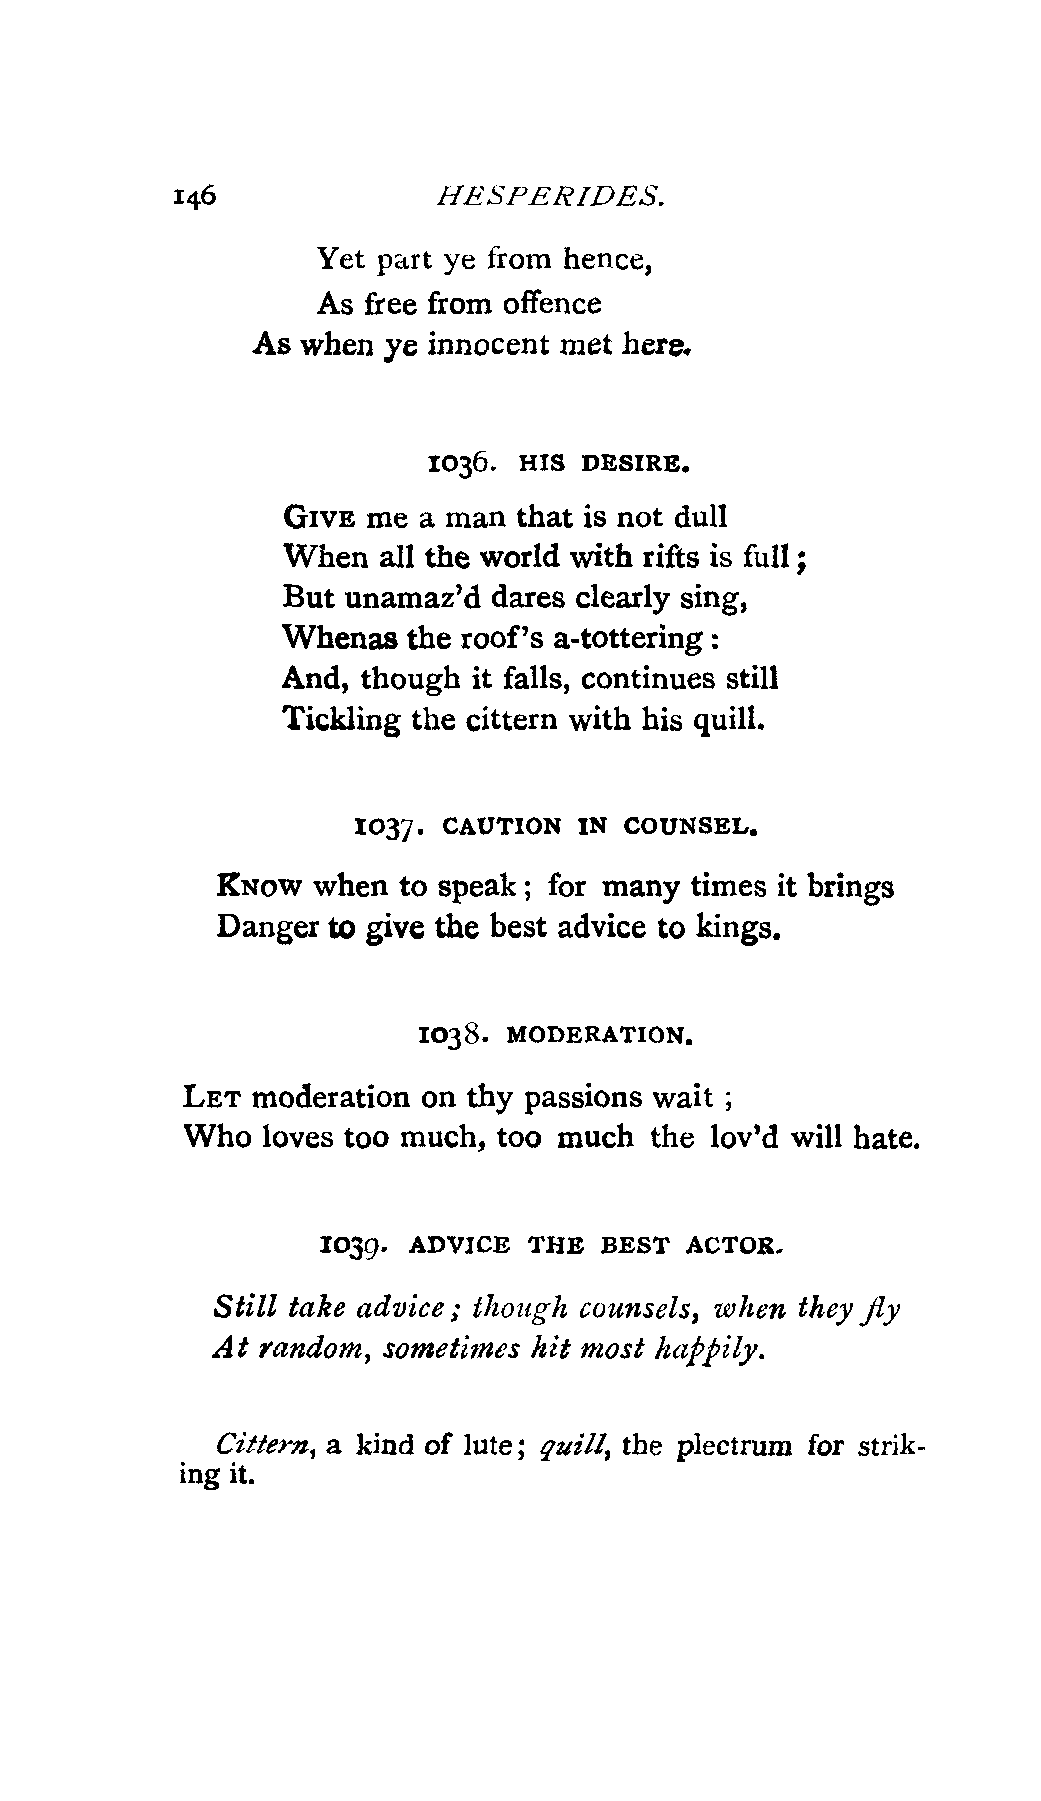 146 HESPERIDES.
Yet part ye from hence,
As free from offence
As when ye innocent met here.
1036. HIS DESIRE.
GIVE me a man that is not dull
When all the world with rifts is full;
But unamaz'd dares clearly sing,
Whenas the roof's a-tottering:
And, though it falls, continues still
Tickling the cittern with his quill.
1037. CAUTION IN COUNSEL.
KNOW when to speak; for many times it brings
Danger to give the best advice to kings.
1038. MODERATION.
LET moderation on thy passions wait;
Who loves too much, too much the lov'd will hate.
1039. ADVICE THE BEST ACTOR.
Still take advice; though counsels, when they fly
At random, sometimes hit most happily.
Cittern, a kind of lute; quill, the plectrum for strik-
ing it.